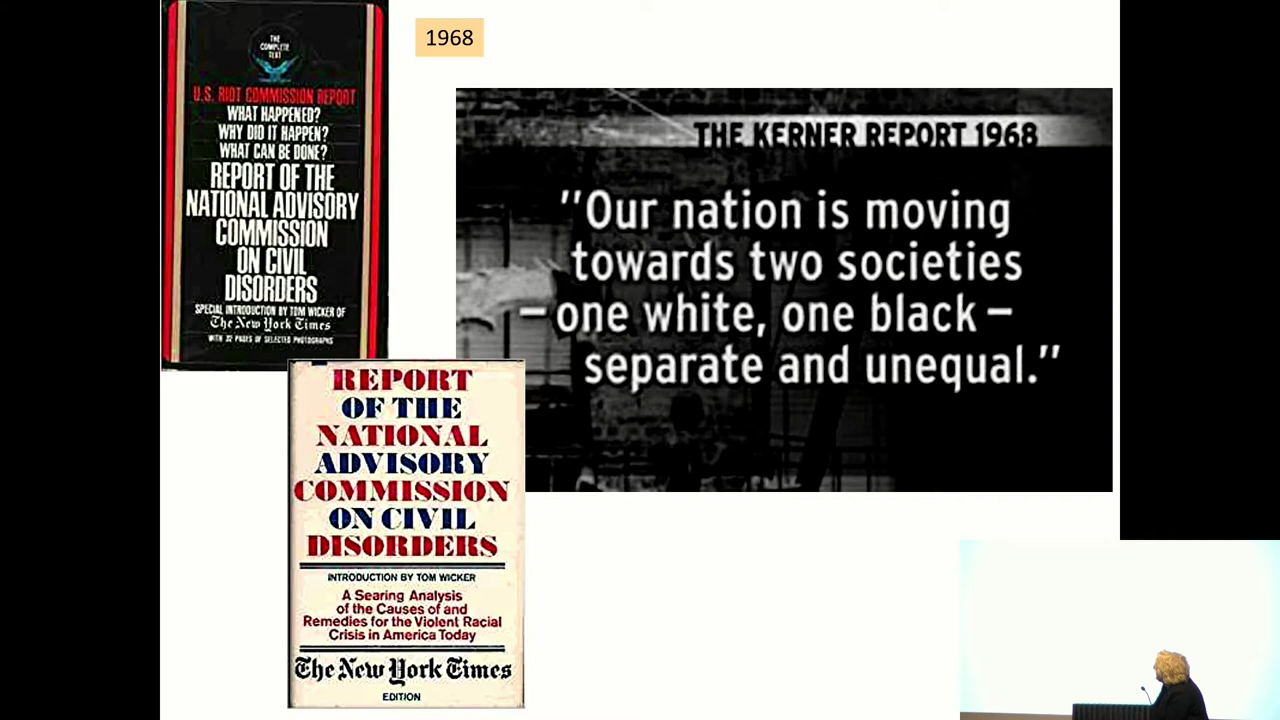 1968
THE
COMPLETE
TEXT
U.S. RIOT COMMISSION REPORT
WHAT HAPPENED?
WHY DID IT HAPPEN?
WHAT CAN BE DONE?
REPORT OF THE
NATIONAL ADVISORY
COMMISSION
ON CIVIL
DISORDERS
SPECIAL INTRODUCTION BY TOM WICKER OF
The New York Times
WITH 32 PAGES OF SELECTED PHOTOGRAPHS
THE KERNER REPORT 1968
"Our nation is moving
towards two societies
– one white, one black –
separate and unequal."
REPORT
OF THE
NATIONAL
ADVISORY
COMMISSION
ON CIVIL
DISORDERS
INTRODUCTION BY TOM WICKER
A Searing Analysis
of the Causes of and
Remedies for the Violent Racial
Crisis in America Today
The New York Times
EDITION